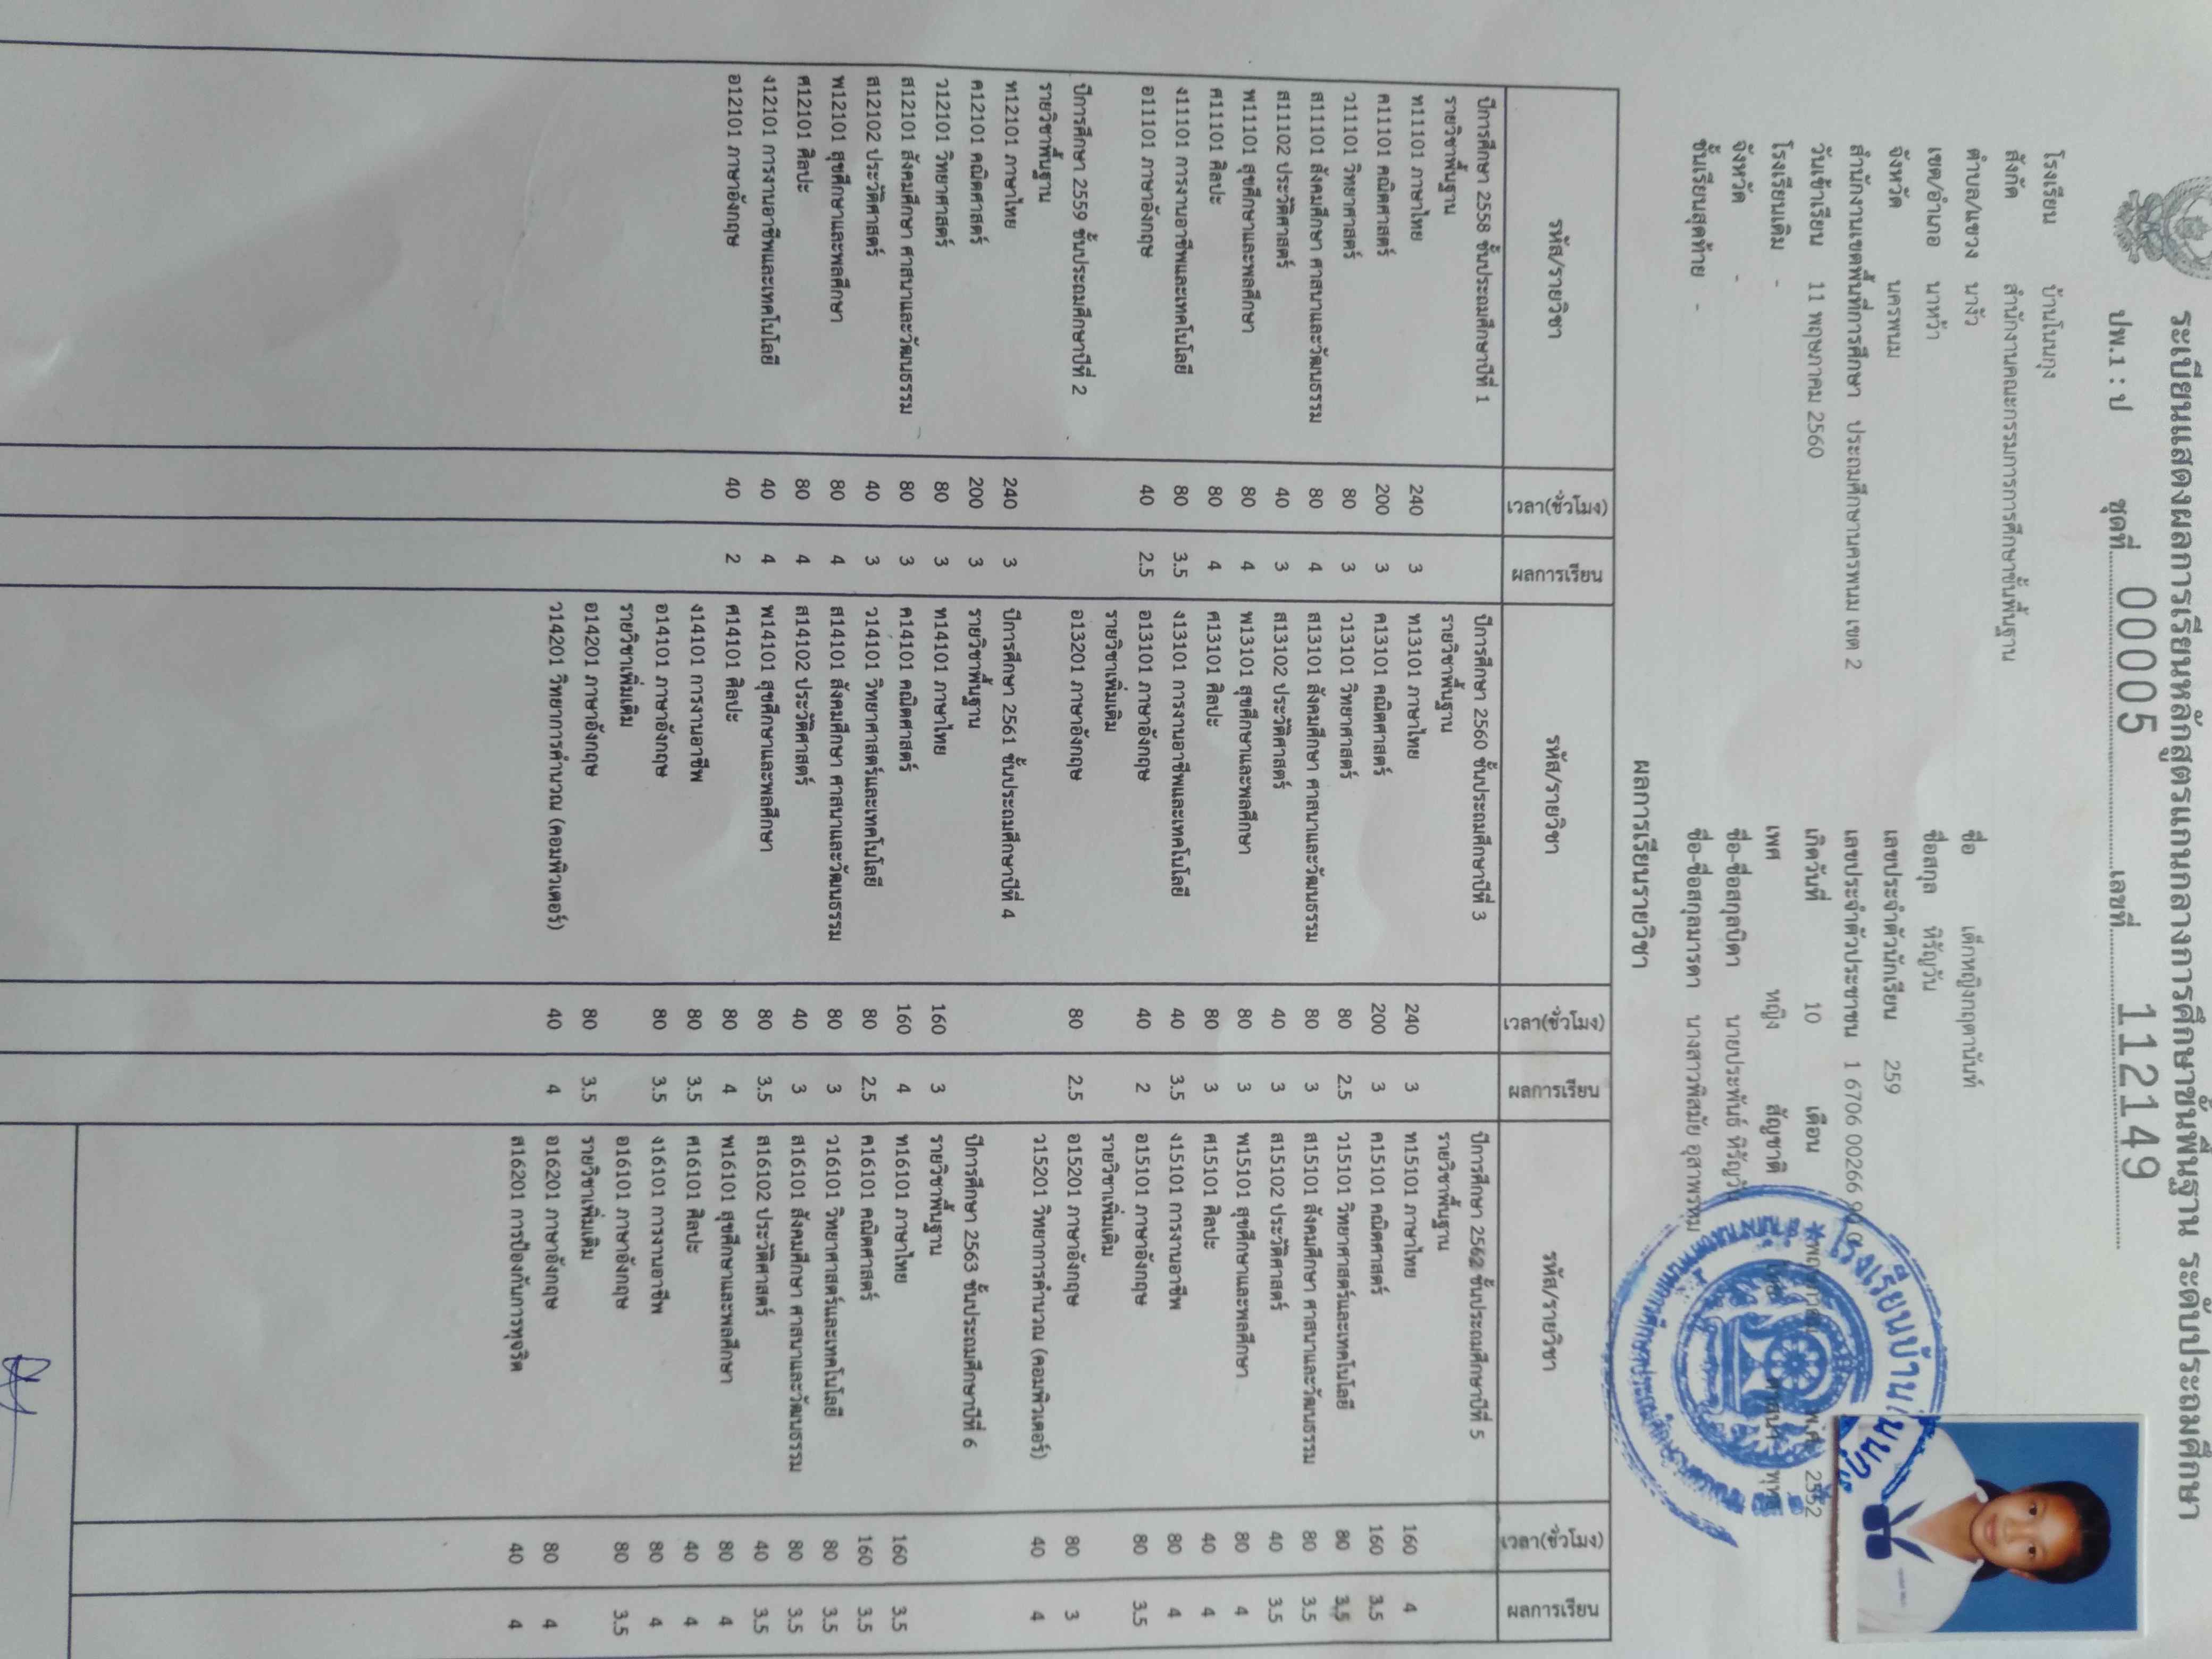 ระเบียนแสดงผลการเรียนหลักสูตรแกนกลางการศึกษาขั้นพื้นฐาน ระดับประถมศึกษา
ปพ.1 : ป ชุดที่ 00005 เลขที่ 112149
โรงเรียน บ้านโนนกุง
สังกัด สำนักงานคณะกรรมการการศึกษาขั้นพื้นฐาน
ตำบล/แขวง นางัว
เขต/อำเภอ นาหว้า
จังหวัด นครพนม
สำนักงานเขตพื้นที่การศึกษา ประถมศึกษานครพนม เขต 2
วันเข้าเรียน 11 พฤษภาคม 2560
โรงเรียนเดิม -
จังหวัด -
ชั้นเรียนสุดท้าย -
ชื่อ เด็กหญิงกฤตานันท์
ชื่อสกุล หิรัญวัน
เลขประจำตัวนักเรียน 259
เลขประจำตัวประชาชน 1 6706 00266
เกิดวันที่ 10 เดือน พฤษภาคม พ.ศ. 2552
เพศ หญิง สัญชาติ ไทย ศาสนา พุทธ
ชื่อ-ชื่อสกุลบิดา นายประพันธ์ หิรัญวัน
ชื่อ-ชื่อสกุลมารดา นางสาวพิสมัย
โรงเรียนบ้าน
ผลการเรียนรายวิชา
รหัส/รายวิชา เวลา(ชั่วโมง) ผลการเรียน
ปีการศึกษา 2558 ชั้นประถมศึกษาปีที่ 1
รายวิชาพื้นฐาน
ท11101 ภาษาไทย 240 3
ค11101 คณิตศาสตร์ 200 3
ว11101 วิทยาศาสตร์ 80 3
ส11101 สังคมศึกษา ศาสนาและวัฒนธรรม 80 4
ส11102 ประวัติศาสตร์ 40 3
พ11101 สุขศึกษาและพลศึกษา 80 4
ศ11101 ศิลปะ 80 4
ง11101 การงานอาชีพและเทคโนโลยี 80 3.5
อ11101 ภาษาอังกฤษ 40 2.5
ปีการศึกษา 2559 ชั้นประถมศึกษาปีที่ 2
รายวิชาพื้นฐาน
ท12101 ภาษาไทย 240 3
ค12101 คณิตศาสตร์ 200 3
ว12101 วิทยาศาสตร์ 80 3
ส12101 สังคมศึกษา ศาสนาและวัฒนธรรม 80 3
ส12102 ประวัติศาสตร์ 40 3
พ12101 สุขศึกษาและพลศึกษา 80 4
ศ12101 ศิลปะ 80 4
ง12101 การงานอาชีพและเทคโนโลยี 40 4
อ12101 ภาษาอังกฤษ 40 2
รหัส/รายวิชา เวลา(ชั่วโมง) ผลการเรียน
ปีการศึกษา 2560 ชั้นประถมศึกษาปีที่ 3
รายวิชาพื้นฐาน
ท13101 ภาษาไทย 240 3
ค13101 คณิตศาสตร์ 200 3
ว13101 วิทยาศาสตร์ 80 2.5
ส13101 สังคมศึกษา ศาสนาและวัฒนธรรม 80 3
ส13102 ประวัติศาสตร์ 40 3
พ13101 สุขศึกษาและพลศึกษา 80 3
ศ13101 ศิลปะ 80 3
ง13101 การงานอาชีพและเทคโนโลยี 40 3.5
อ13101 ภาษาอังกฤษ 40 2
รายวิชาเพิ่มเติม
อ13201 ภาษาอังกฤษ 80 2.5
ปีการศึกษา 2561 ชั้นประถมศึกษาปีที่ 4
รายวิชาพื้นฐาน
ท14101 ภาษาไทย 160 3
ค14101 คณิตศาสตร์ 160 4
ว14101 วิทยาศาสตร์และเทคโนโลยี 80 2.5
ส14101 สังคมศึกษา ศาสนาและวัฒนธรรม 80 3
ส14102 ประวัติศาสตร์ 40 3
พ14101 สุขศึกษาและพลศึกษา 80 3.5
ศ14101 ศิลปะ 80 4
ง14101 การงานอาชีพ 80 3.5
อ14101 ภาษาอังกฤษ 80 3.5
รายวิชาเพิ่มเติม
อ14201 ภาษาอังกฤษ 80 3.5
ว14201 วิทยาการคำนวณ (คอมพิวเตอร์) 40 4
รหัส/รายวิชา เวลา(ชั่วโมง) ผลการเรียน
ปีการศึกษา 2562 ชั้นประถมศึกษาปีที่ 5
รายวิชาพื้นฐาน
ท15101 ภาษาไทย 160 4
ค15101 คณิตศาสตร์ 160 3.5
ว15101 วิทยาศาสตร์และเทคโนโลยี 80 3.5
ส15101 สังคมศึกษา ศาสนาและวัฒนธรรม 80 3.5
ส15102 ประวัติศาสตร์ 40 3.5
พ15101 สุขศึกษาและพลศึกษา 80 4
ศ15101 ศิลปะ 40 4
ง15101 การงานอาชีพ 80 4
อ15101 ภาษาอังกฤษ 80 3.5
รายวิชาเพิ่มเติม
อ15201 ภาษาอังกฤษ 80 3
ว15201 วิทยาการคำนวณ (คอมพิวเตอร์) 40 4
ปีการศึกษา 2563 ชั้นประถมศึกษาปีที่ 6
รายวิชาพื้นฐาน
ท16101 ภาษาไทย 160 3.5
ค16101 คณิตศาสตร์ 160 3.5
ว16101 วิทยาศาสตร์และเทคโนโลยี 80 3.5
ส16101 สังคมศึกษา ศาสนาและวัฒนธรรม 80 3.5
ส16102 ประวัติศาสตร์ 40 3.5
พ16101 สุขศึกษาและพลศึกษา 80 4
ศ16101 ศิลปะ 40 4
ง16101 การงานอาชีพ 80 4
อ16101 ภาษาอังกฤษ 80 3.5
รายวิชาเพิ่มเติม
อ16201 ภาษาอังกฤษ 80 4
ส16201 การป้องกันการทุจริต 40 4